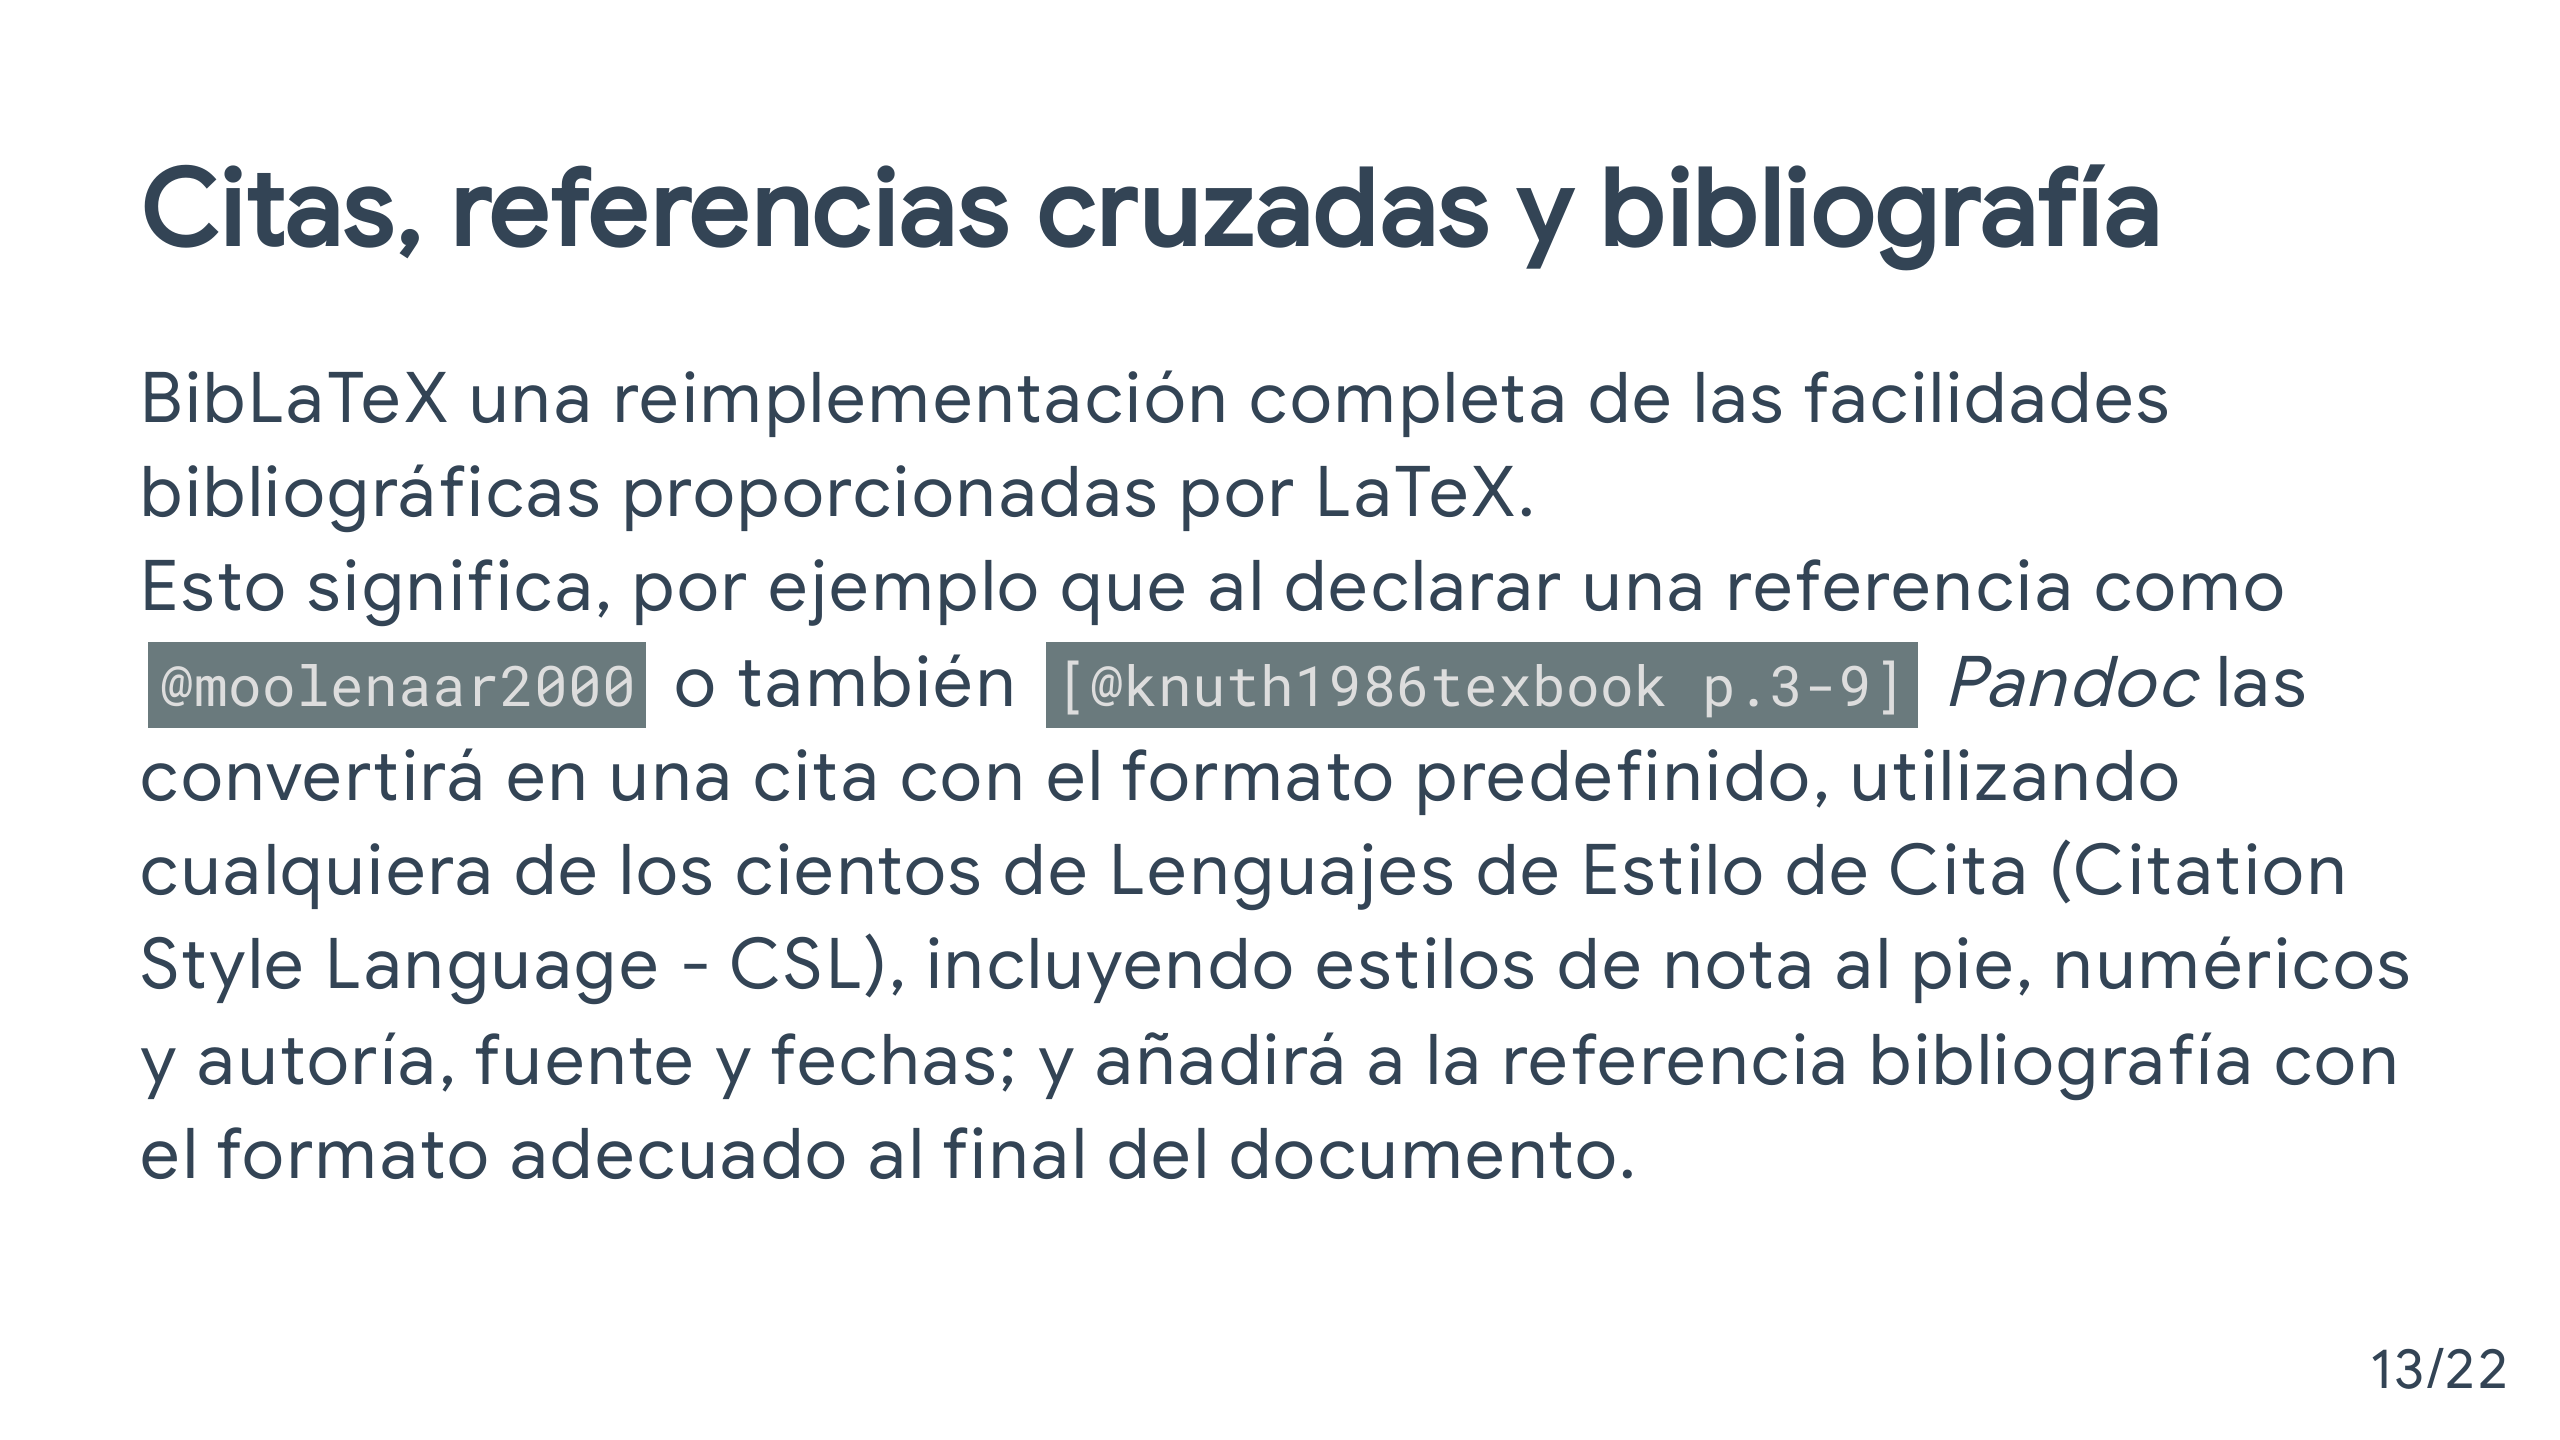 Citas, referencias cruzadas y bibliografía
BibLaTeX una reimplementación completa de las facilidades
bibliográficas proporcionadas por LaTeX.
Esto significa, por ejemplo que al declarar una referencia como
@moolenaar2000 o también [@knuth1986texbook p.3-9] Pandoc las
convertirá en una cita con el formato predefinido, utilizando
cualquiera de los cientos de Lenguajes de Estilo de Cita (Citation
Style Language - CSL), incluyendo estilos de nota al pie, numéricos
y autoría, fuente y fechas; y añadirá a la referencia bibliografía con
el formato adecuado al final del documento.
13/22